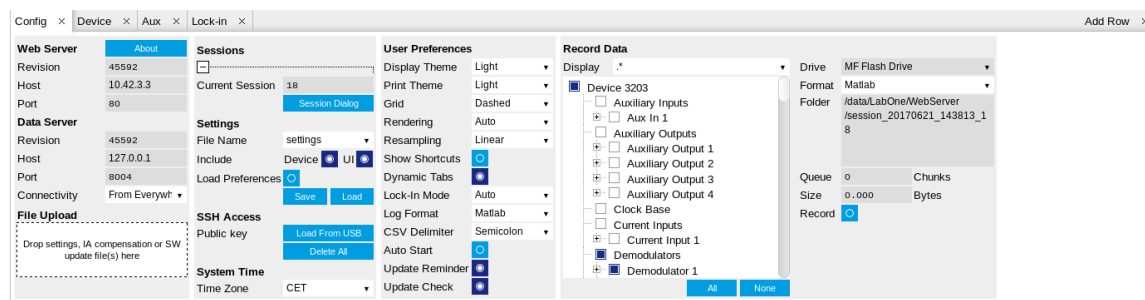 Config × Device × Aux × Lock-in × Add Row ×
Web Server About
Revision 45592
Host 10.42.3.3
Port 80
Data Server
Revision 45592
Host 127.0.0.1
Port 8004
Connectivity From Everywh
File Upload
Drop settings, IA compensation or SW
update file(s) here
Sessions
Current Session 18
Session Dialog
Settings
File Name settings
Include Device UI
Load Preferences
Save Load
SSH Access
Public key Load From USB
Delete All
System Time
Time Zone CET
User Preferences
Display Theme Light
Print Theme Light
Grid Dashed
Rendering Auto
Resampling Linear
Show Shortcuts
Dynamic Tabs
Lock-In Mode Auto
Log Format Matlab
CSV Delimiter Semicolon
Auto Start
Update Reminder
Update Check
Record Data
Display .*
Device 3203
Auxiliary Inputs
Aux In 1
Auxiliary Outputs
Auxiliary Output 1
Auxiliary Output 2
Auxiliary Output 3
Auxiliary Output 4
Clock Base
Current Inputs
Current Input 1
Demodulators
Demodulator 1
All None
Drive MF Flash Drive
Format Matlab
Folder /data/LabOne/WebServer
/session_20170621_143813_1
8
Queue 0 Chunks
Size 0.000 Bytes
Record